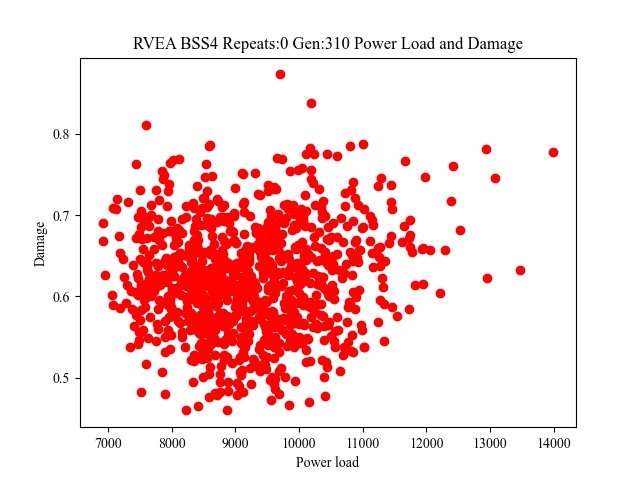 RVEA BSS4 Repeats:0 Gen:310 Power Load and Damage
0.8
0.7
0.6
0.5
Damage
7000 8000 9000 10000 11000 12000 13000 14000
Power load